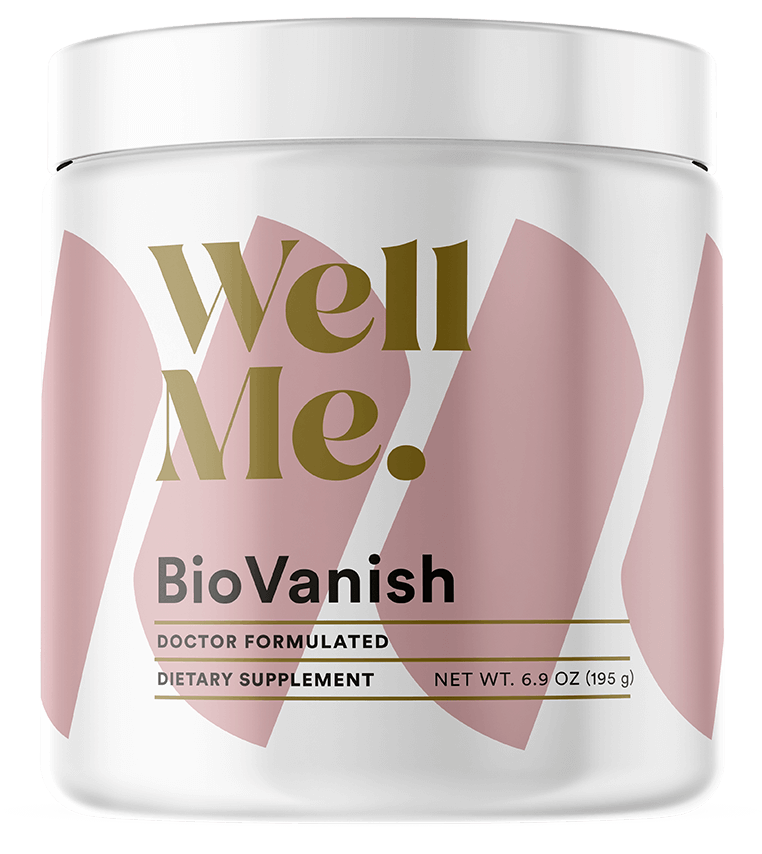 Well
Me.
BioVanish
DOCTOR FORMULATED
DIETARY SUPPLEMENT NET WT. 6.9 OZ (195 g)